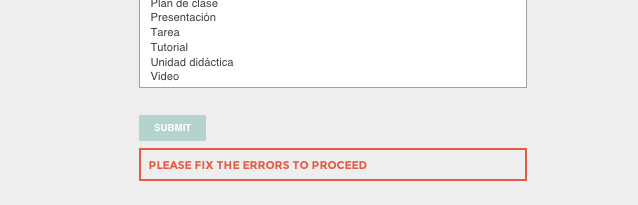 Plan de clase
Presentación
Tarea
Tutorial
Unidad didáctica
Video
SUBMIT
PLEASE FIX THE ERRORS TO PROCEED